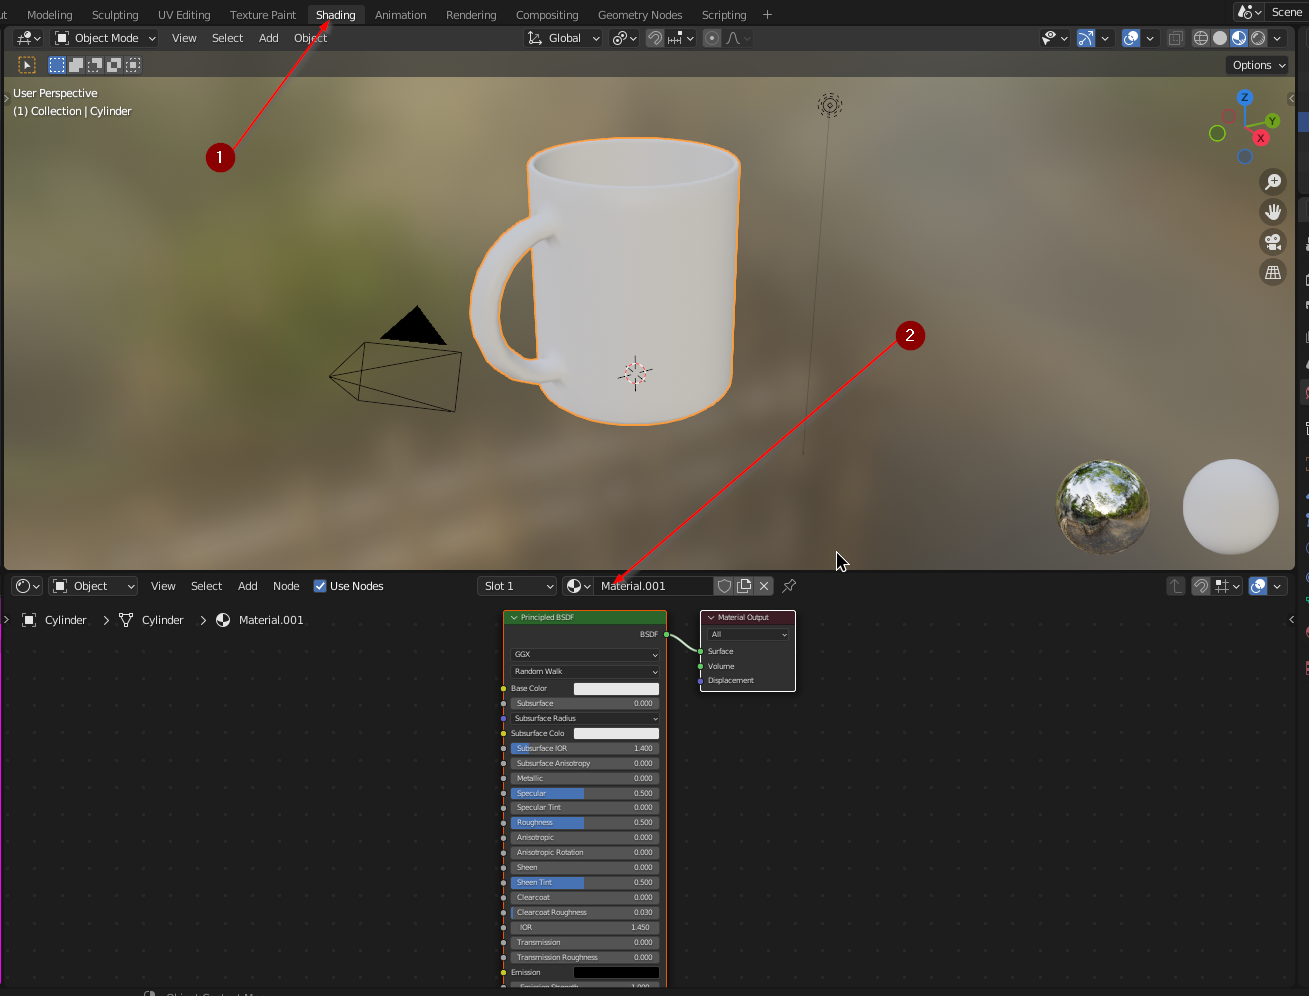 Modeling Sculpting UV Editing Texture Paint Shading Animation Rendering Compositing Geometry Nodes Scripting + Scene
Object Mode View Select Add Object Global
Options
User Perspective
(1) Collection | Cylinder
Z
Y
X
1
2
Object View Select Add Node Use Nodes Slot 1 Material.001
Cylinder > Cylinder > Material.001
Principled BSDF
BSDF
GGX
Random Walk
Base Color
Subsurface 0.000
Subsurface Radius
Subsurface Colo
Subsurface IOR 1.400
Subsurface Anisotropy 0.000
Metallic 0.000
Specular 0.500
Specular Tint 0.000
Roughness 0.500
Anisotropic 0.000
Anisotropic Rotation 0.000
Sheen 0.000
Sheen Tint 0.500
Clearcoat 0.000
Clearcoat Roughness 0.030
IOR 1.450
Transmission 0.000
Transmission Roughness 0.000
Emission
Material Output
All
Surface
Volume
Displacement